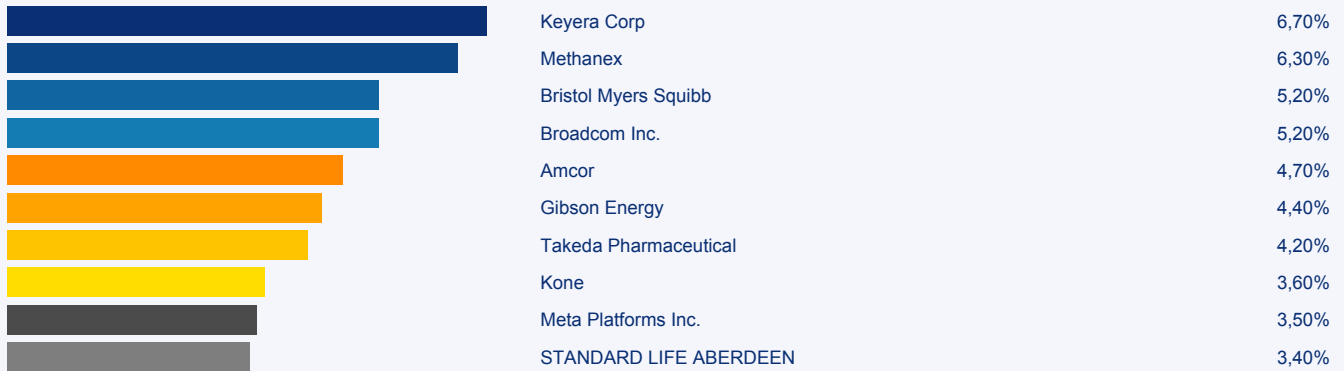 Keyera Corp 6,70%
Methanex 6,30%
Bristol Myers Squibb 5,20%
Broadcom Inc. 5,20%
Amcor 4,70%
Gibson Energy 4,40%
Takeda Pharmaceutical 4,20%
Kone 3,60%
Meta Platforms Inc. 3,50%
STANDARD LIFE ABERDEEN 3,40%